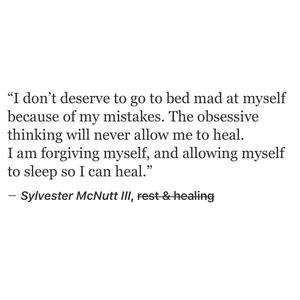 “I don’t deserve to go to bed mad at myself
because of my mistakes. The obsessive
thinking will never allow me to heal.
I am forgiving myself, and allowing myself
to sleep so I can heal.”
— Sylvester McNutt III, rest & healing